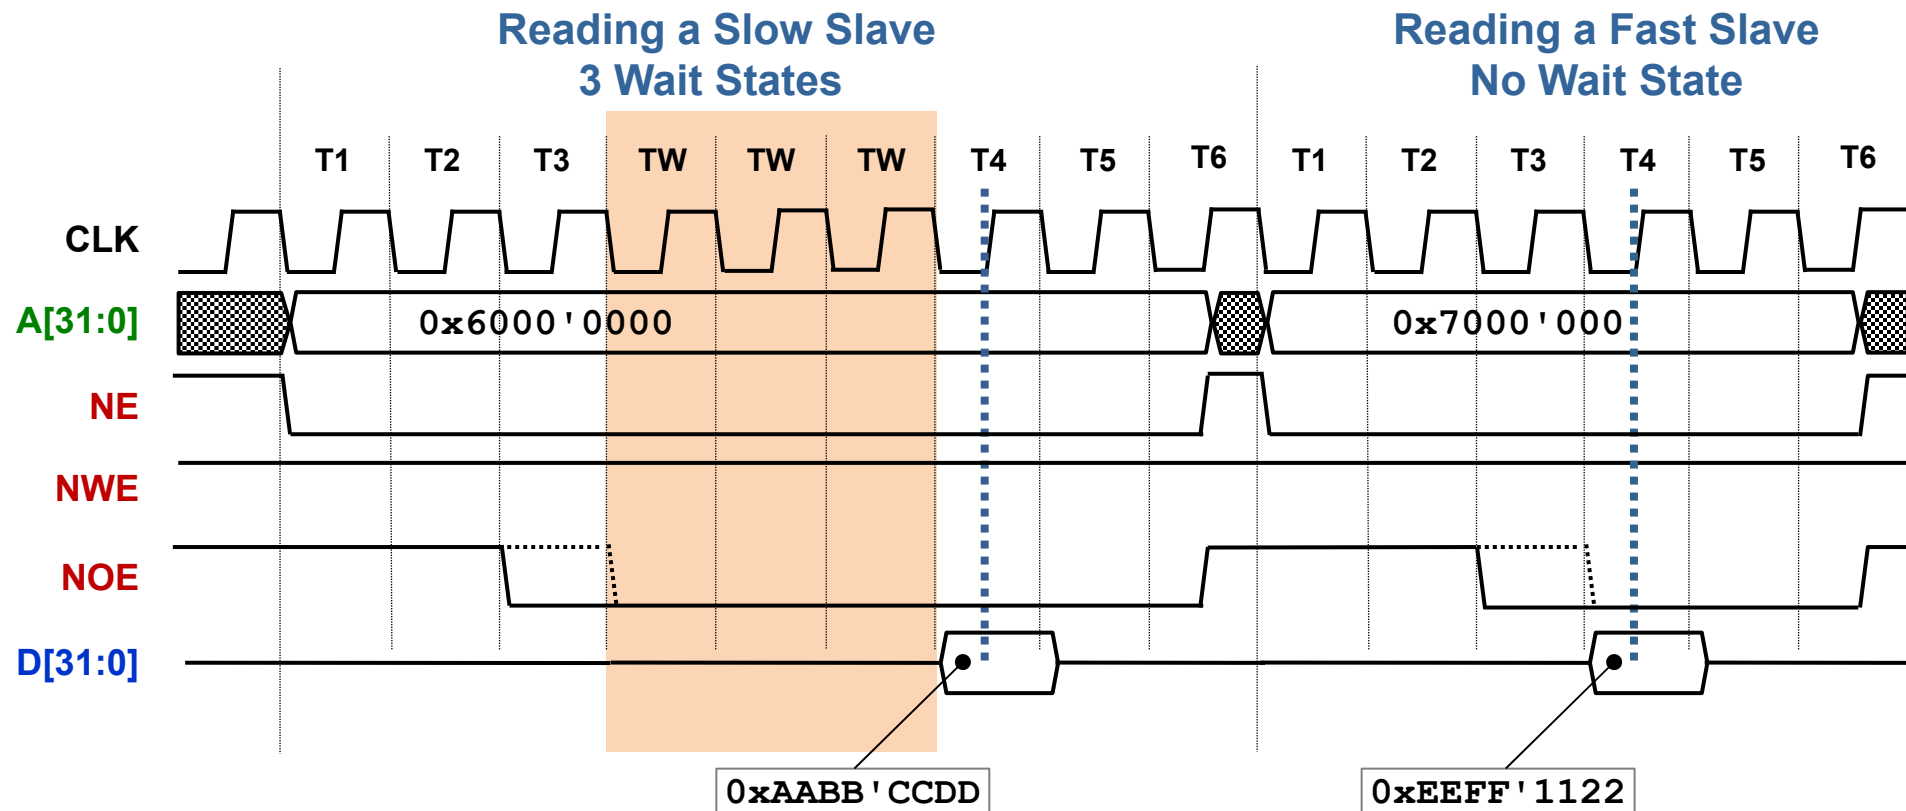 Reading a Slow Slave
3 Wait States
Reading a Fast Slave
No Wait State
T1 T2 T3 TW TW TW T4 T5 T6 T1 T2 T3 T4 T5 T6
CLK
A[31:0] 0x6000'0000 0x7000'000
NE
NWE
NOE
D[31:0]
0xAABB'CCDD 0xEEFF'1122